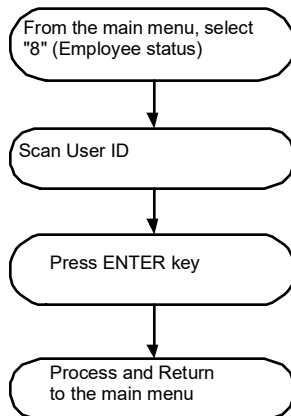 From the main menu, select
"8" (Employee status)
Scan User ID
Press ENTER key
Process and Return
to the main menu